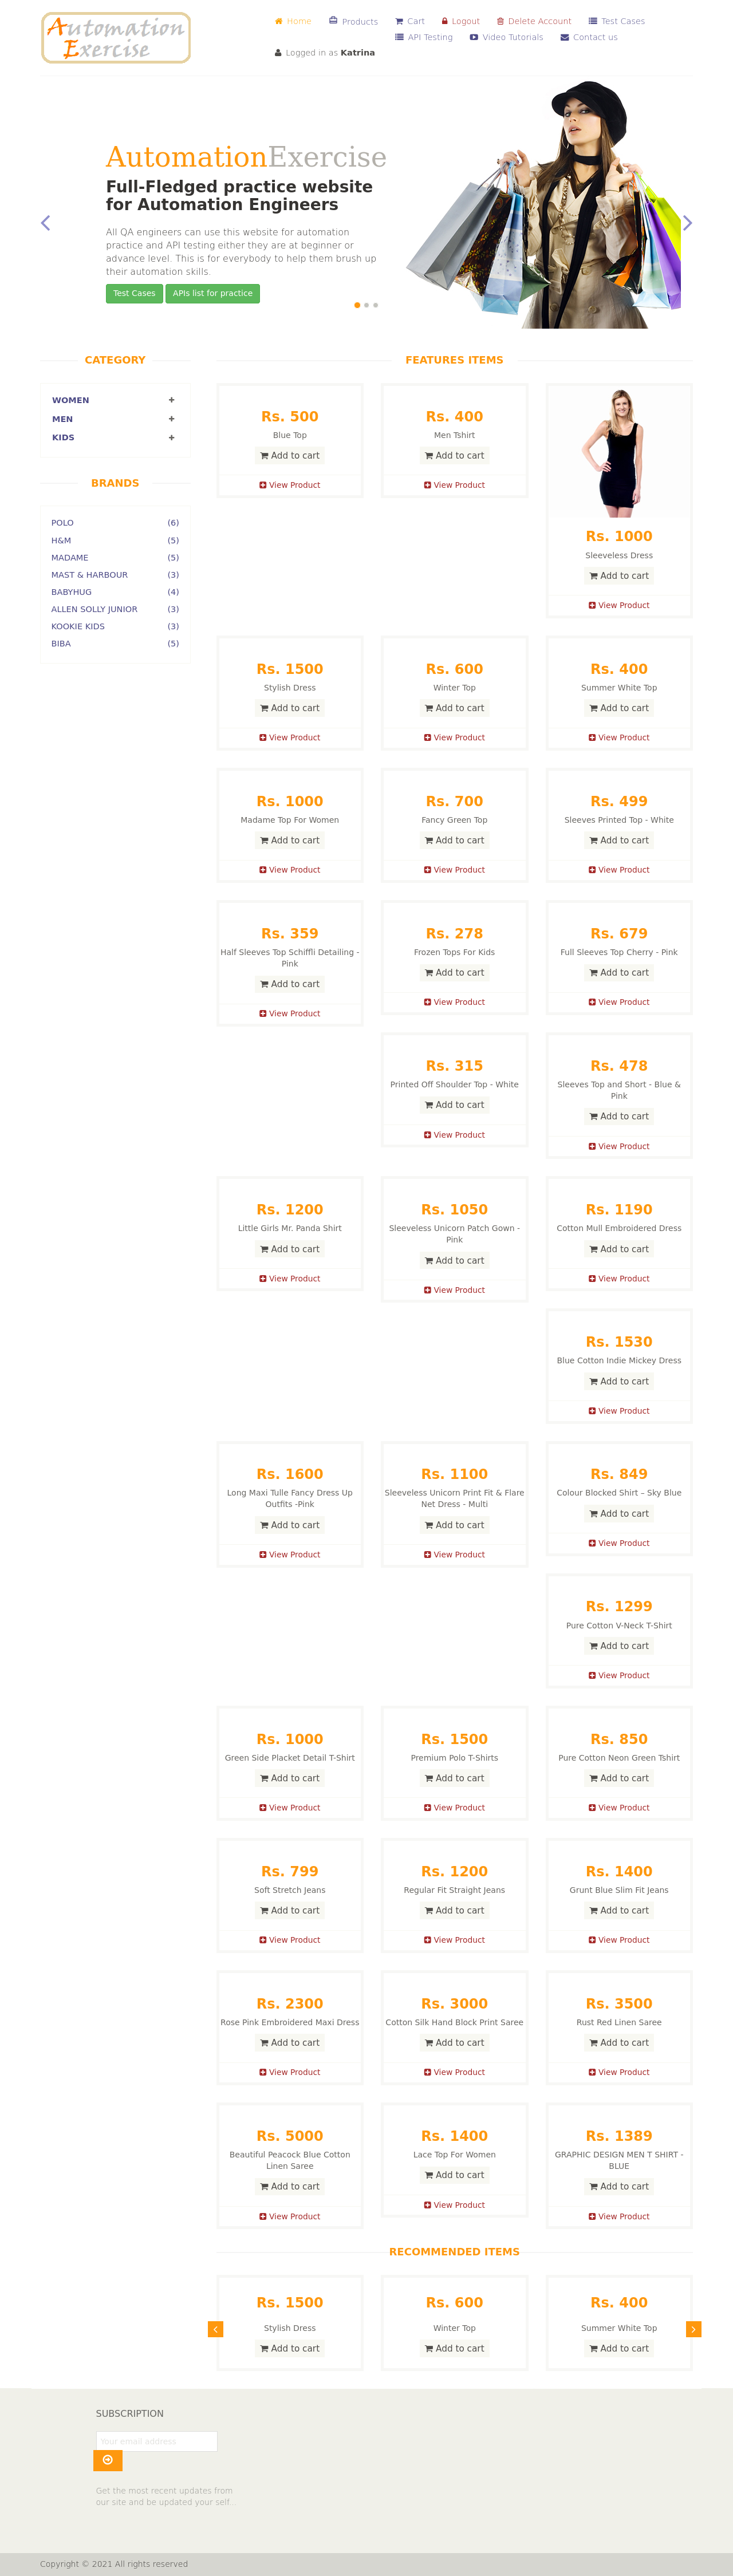 Automation
Exercise
Home
Products
Cart
Logout
Delete Account
Test Cases
API Testing
Video Tutorials
Contact us
Logged in as Katrina
AutomationExercise
Full-Fledged practice website
for Automation Engineers
All QA engineers can use this website for automation
practice and API testing either they are at beginner or
advance level. This is for everybody to help them brush up
their automation skills.
Test Cases
APIs list for practice
CATEGORY
WOMEN
MEN
KIDS
BRANDS
POLO (6)
H&M (5)
MADAME (5)
MAST & HARBOUR (3)
BABYHUG (4)
ALLEN SOLLY JUNIOR (3)
KOOKIE KIDS (3)
BIBA (5)
FEATURES ITEMS
Rs. 500
Blue Top
Add to cart
View Product
Rs. 400
Men Tshirt
Add to cart
View Product
Rs. 1000
Sleeveless Dress
Add to cart
View Product
Rs. 1500
Stylish Dress
Add to cart
View Product
Rs. 600
Winter Top
Add to cart
View Product
Rs. 400
Summer White Top
Add to cart
View Product
Rs. 1000
Madame Top For Women
Add to cart
View Product
Rs. 700
Fancy Green Top
Add to cart
View Product
Rs. 499
Sleeves Printed Top - White
Add to cart
View Product
Rs. 359
Half Sleeves Top Schiffli Detailing -
Pink
Add to cart
View Product
Rs. 278
Frozen Tops For Kids
Add to cart
View Product
Rs. 679
Full Sleeves Top Cherry - Pink
Add to cart
View Product
Rs. 315
Printed Off Shoulder Top - White
Add to cart
View Product
Rs. 478
Sleeves Top and Short - Blue &
Pink
Add to cart
View Product
Rs. 1200
Little Girls Mr. Panda Shirt
Add to cart
View Product
Rs. 1050
Sleeveless Unicorn Patch Gown -
Pink
Add to cart
View Product
Rs. 1190
Cotton Mull Embroidered Dress
Add to cart
View Product
Rs. 1530
Blue Cotton Indie Mickey Dress
Add to cart
View Product
Rs. 1600
Long Maxi Tulle Fancy Dress Up
Outfits -Pink
Add to cart
View Product
Rs. 1100
Sleeveless Unicorn Print Fit & Flare
Net Dress - Multi
Add to cart
View Product
Rs. 849
Colour Blocked Shirt – Sky Blue
Add to cart
View Product
Rs. 1299
Pure Cotton V-Neck T-Shirt
Add to cart
View Product
Rs. 1000
Green Side Placket Detail T-Shirt
Add to cart
View Product
Rs. 1500
Premium Polo T-Shirts
Add to cart
View Product
Rs. 850
Pure Cotton Neon Green Tshirt
Add to cart
View Product
Rs. 799
Soft Stretch Jeans
Add to cart
View Product
Rs. 1200
Regular Fit Straight Jeans
Add to cart
View Product
Rs. 1400
Grunt Blue Slim Fit Jeans
Add to cart
View Product
Rs. 2300
Rose Pink Embroidered Maxi Dress
Add to cart
View Product
Rs. 3000
Cotton Silk Hand Block Print Saree
Add to cart
View Product
Rs. 3500
Rust Red Linen Saree
Add to cart
View Product
Rs. 5000
Beautiful Peacock Blue Cotton
Linen Saree
Add to cart
View Product
Rs. 1400
Lace Top For Women
Add to cart
View Product
Rs. 1389
GRAPHIC DESIGN MEN T SHIRT -
BLUE
Add to cart
View Product
RECOMMENDED ITEMS
Rs. 1500
Stylish Dress
Add to cart
Rs. 600
Winter Top
Add to cart
Rs. 400
Summer White Top
Add to cart
SUBSCRIPTION
Your email address
Get the most recent updates from
our site and be updated your self...
Copyright © 2021 All rights reserved